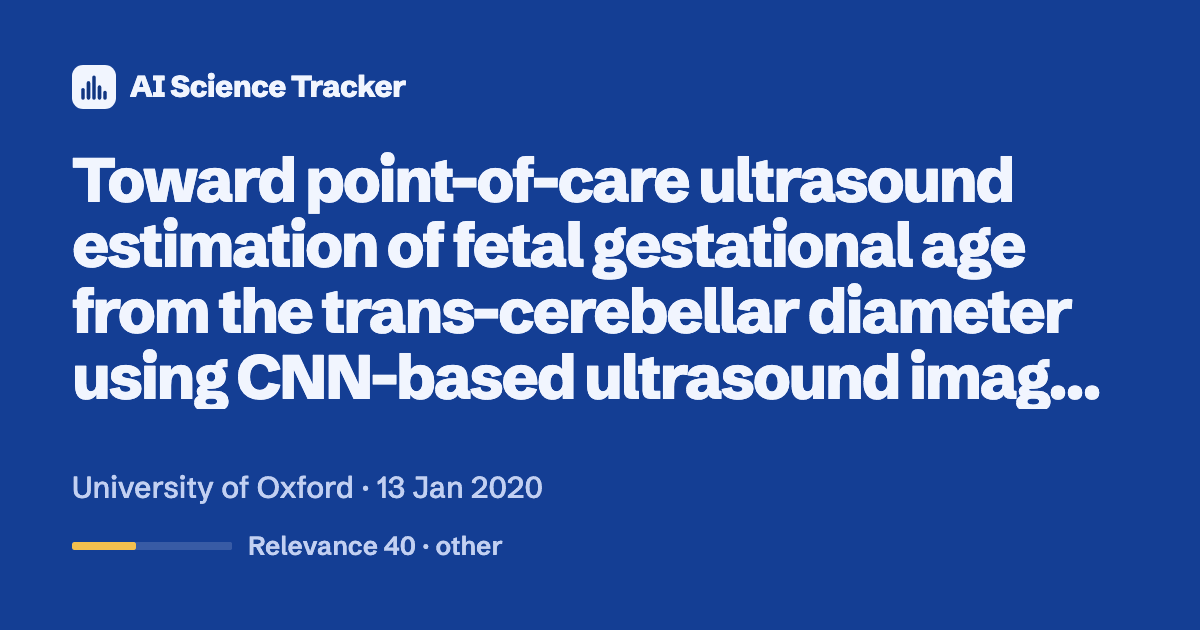 AI Science Tracker
Toward point-of-care ultrasound
estimation of fetal gestational age
from the trans-cerebellar diameter
using CNN-based ultrasound imag...
University of Oxford · 13 Jan 2020
Relevance 40 · other